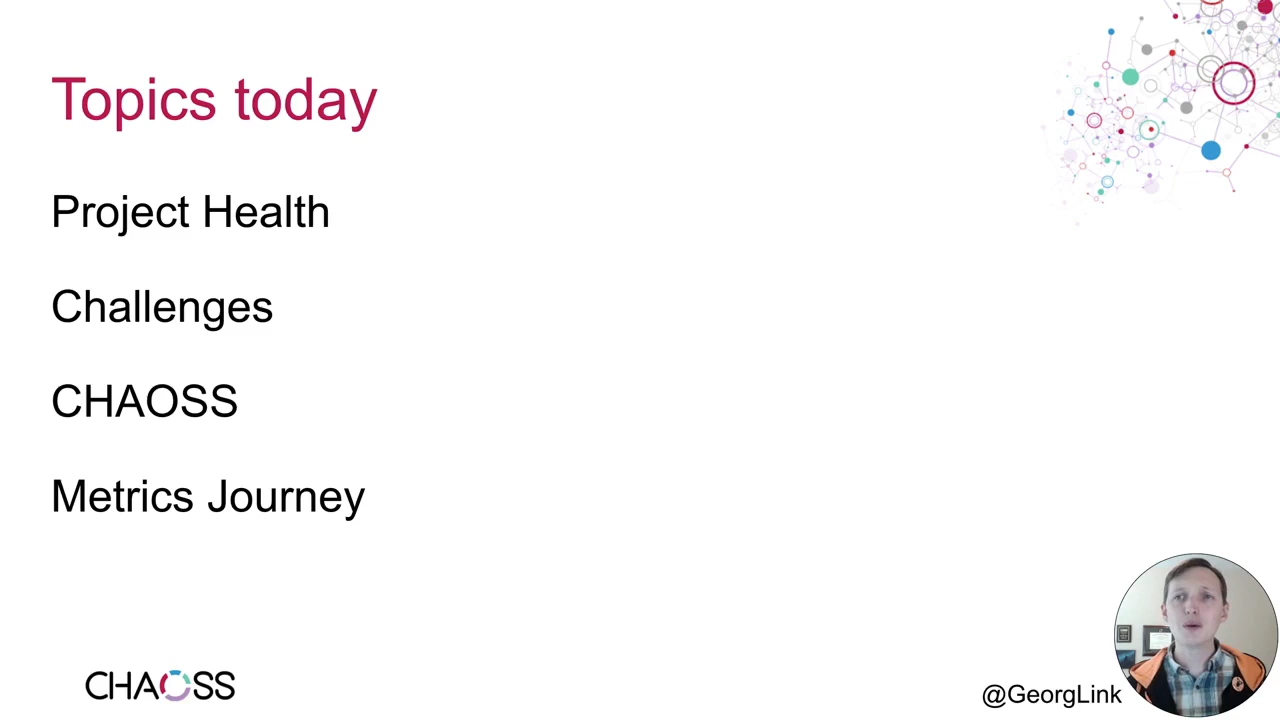 Topics today
Project Health
Challenges
CHAOSS
Metrics Journey
CHAOSS
@GeorgLink